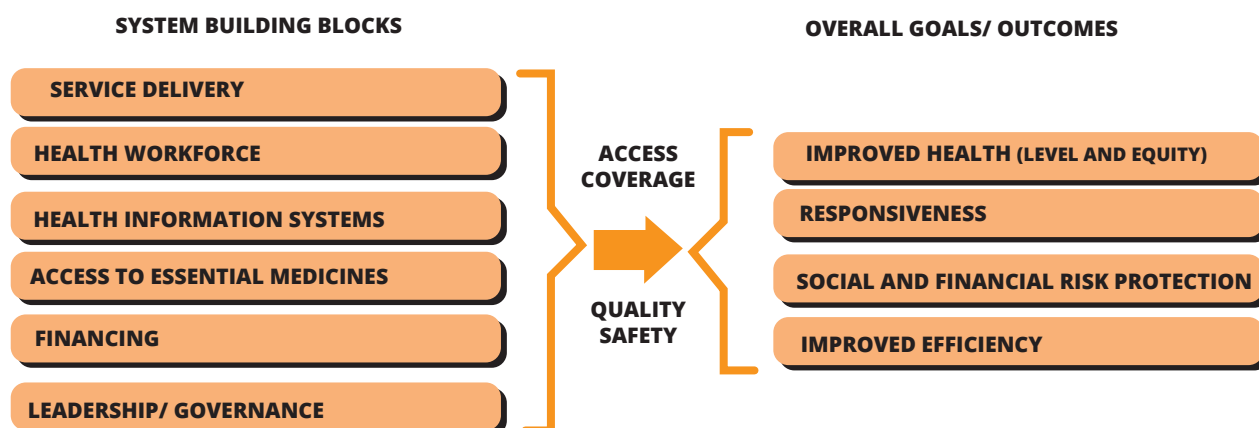 SYSTEM BUILDING BLOCKS
SERVICE DELIVERY
HEALTH WORKFORCE
HEALTH INFORMATION SYSTEMS
ACCESS TO ESSENTIAL MEDICINES
FINANCING
LEADERSHIP/ GOVERNANCE
ACCESS
COVERAGE
QUALITY
SAFETY
OVERALL GOALS/ OUTCOMES
IMPROVED HEALTH (LEVEL AND EQUITY)
RESPONSIVENESS
SOCIAL AND FINANCIAL RISK PROTECTION
IMPROVED EFFICIENCY